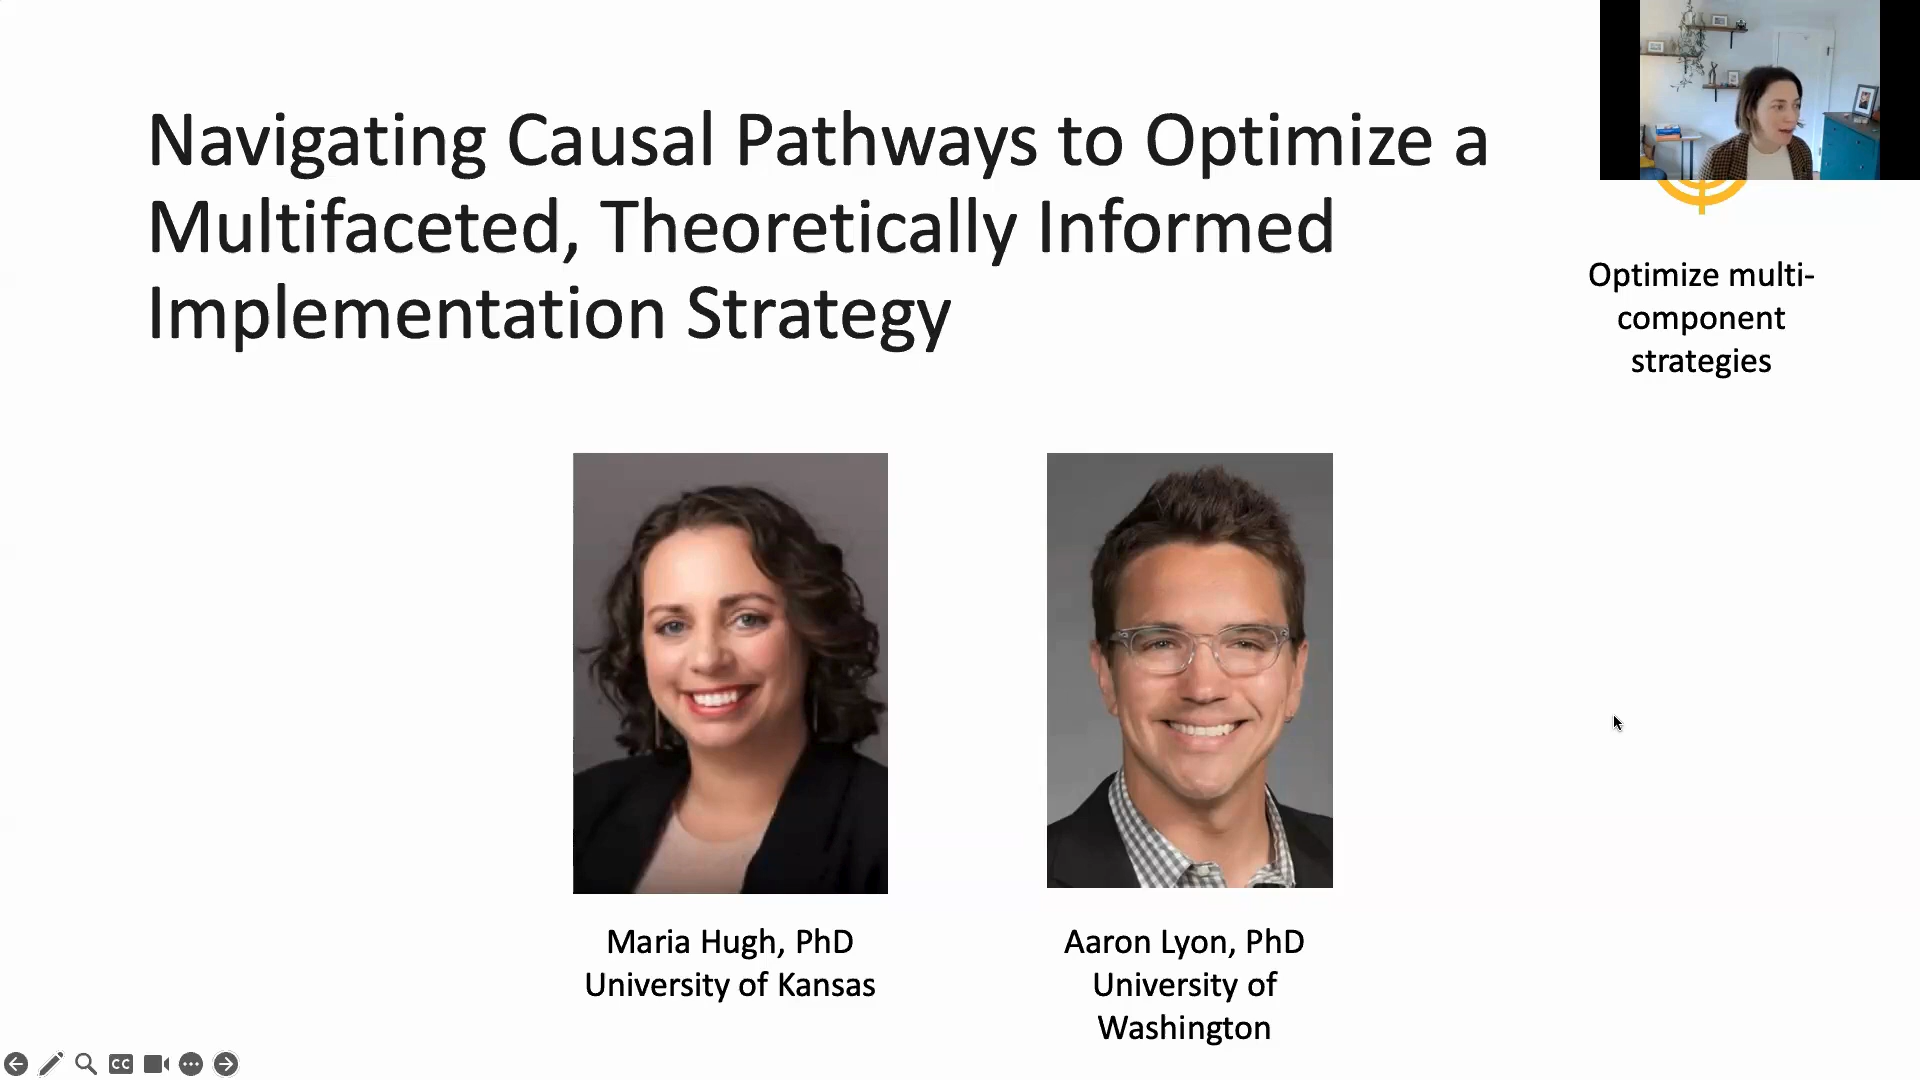 Navigating Causal Pathways to Optimize a
Multifaceted, Theoretically Informed
Implementation Strategy
Optimize multi-
component
strategies
Maria Hugh, PhD
University of Kansas
Aaron Lyon, PhD
University of
Washington
CC